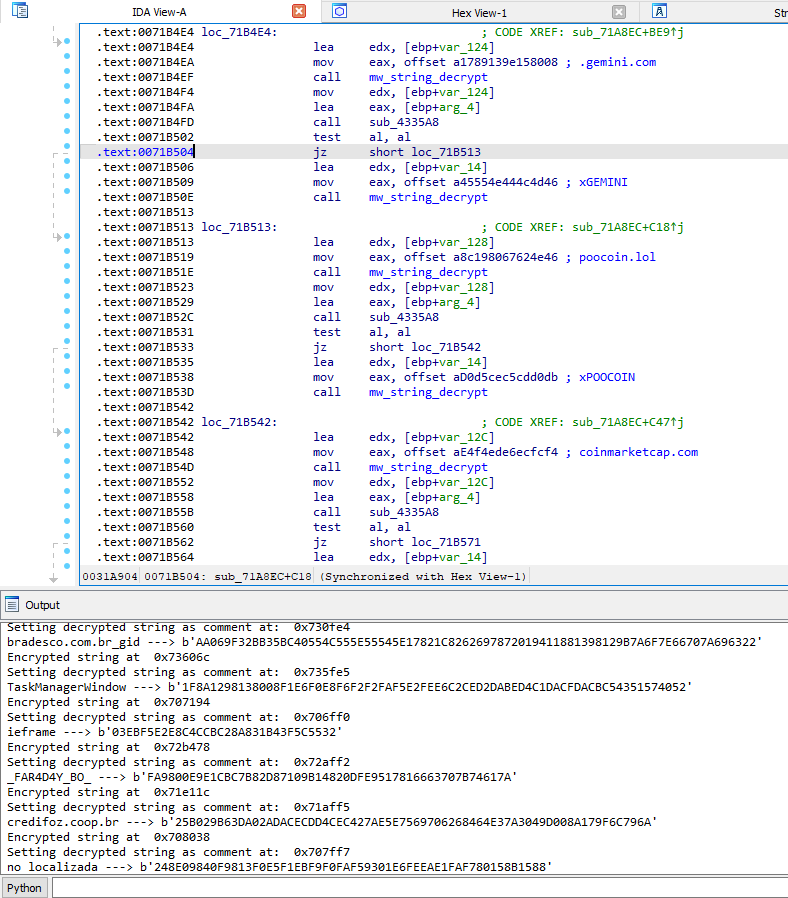 IDA View-A Hex View-1 Str
.text:0071B4E4 loc_71B4E4: ; CODE XREF: sub_71A8EC+BE9↑j
.text:0071B4E4 lea edx, [ebp+var_124]
.text:0071B4EA mov eax, offset a1789139e158008 ; .gemini.com
.text:0071B4EF call mw_string_decrypt
.text:0071B4F4 mov edx, [ebp+var_124]
.text:0071B4FA lea eax, [ebp+arg_4]
.text:0071B4FD call sub_4335A8
.text:0071B502 test al, al
.text:0071B504 jz short loc_71B513
.text:0071B506 lea edx, [ebp+var_14]
.text:0071B509 mov eax, offset a45554e444c4d46 ; xGEMINI
.text:0071B50E call mw_string_decrypt
.text:0071B513
.text:0071B513 loc_71B513: ; CODE XREF: sub_71A8EC+C18↑j
.text:0071B513 lea edx, [ebp+var_128]
.text:0071B519 mov eax, offset a8c198067624e46 ; poocoin.lol
.text:0071B51E call mw_string_decrypt
.text:0071B523 mov edx, [ebp+var_128]
.text:0071B529 lea eax, [ebp+arg_4]
.text:0071B52C call sub_4335A8
.text:0071B531 test al, al
.text:0071B533 jz short loc_71B542
.text:0071B535 lea edx, [ebp+var_14]
.text:0071B538 mov eax, offset aD0d5cec5cdd0db ; xPOOCOIN
.text:0071B53D call mw_string_decrypt
.text:0071B542
.text:0071B542 loc_71B542: ; CODE XREF: sub_71A8EC+C47↑j
.text:0071B542 lea edx, [ebp+var_12C]
.text:0071B548 mov eax, offset aE4f4ede6ecfcf4 ; coinmarketcap.com
.text:0071B54D call mw_string_decrypt
.text:0071B552 mov edx, [ebp+var_12C]
.text:0071B558 lea eax, [ebp+arg_4]
.text:0071B55B call sub_4335A8
.text:0071B560 test al, al
.text:0071B562 jz short loc_71B571
.text:0071B564 lea edx, [ebp+var_14]
0031A904 0071B504: sub_71A8EC+C18 (Synchronized with Hex View-1)
Output
Setting decrypted string as comment at: 0x730fe4
bradesco.com.br_gid ---> b'AA069F32BB35BC40554C555E55545E17821C82626978720194118813981​29B7A6F7E66707A696322'
Encrypted string at 0x73606c
Setting decrypted string as comment at: 0x735fe5
TaskManagerWindow ---> b'1F8A1298138008F1E6F0E8F6F2F2FAF5E2FEE6C2CED2DABED4C1DACFDACBC54351574052'
Encrypted string at 0x707194
Setting decrypted string as comment at: 0x706ff0
ieframe ---> b'03EBF5E2E8C4CCBC28A831B43F5C5532'
Encrypted string at 0x72b478
Setting decrypted string as comment at: 0x72aff2
_FAR4D4Y_BO_ ---> b'FA9800E9E1CBC7B82D87109B14820DFE9517816663707B74617A'
Encrypted string at 0x71e11c
Setting decrypted string as comment at: 0x71aff5
credifoz.coop.br ---> b'25B029B63DA02ADACECDD4CEC427AE5E7569706268464E37A3049D008A179F6C796A'
Encrypted string at 0x708038
Setting decrypted string as comment at: 0x707ff7
no localizada ---> b'248E09840F9813F0E5F1EBF9F0FAF59301E6FEEAE1FAF780158B1588'
Python